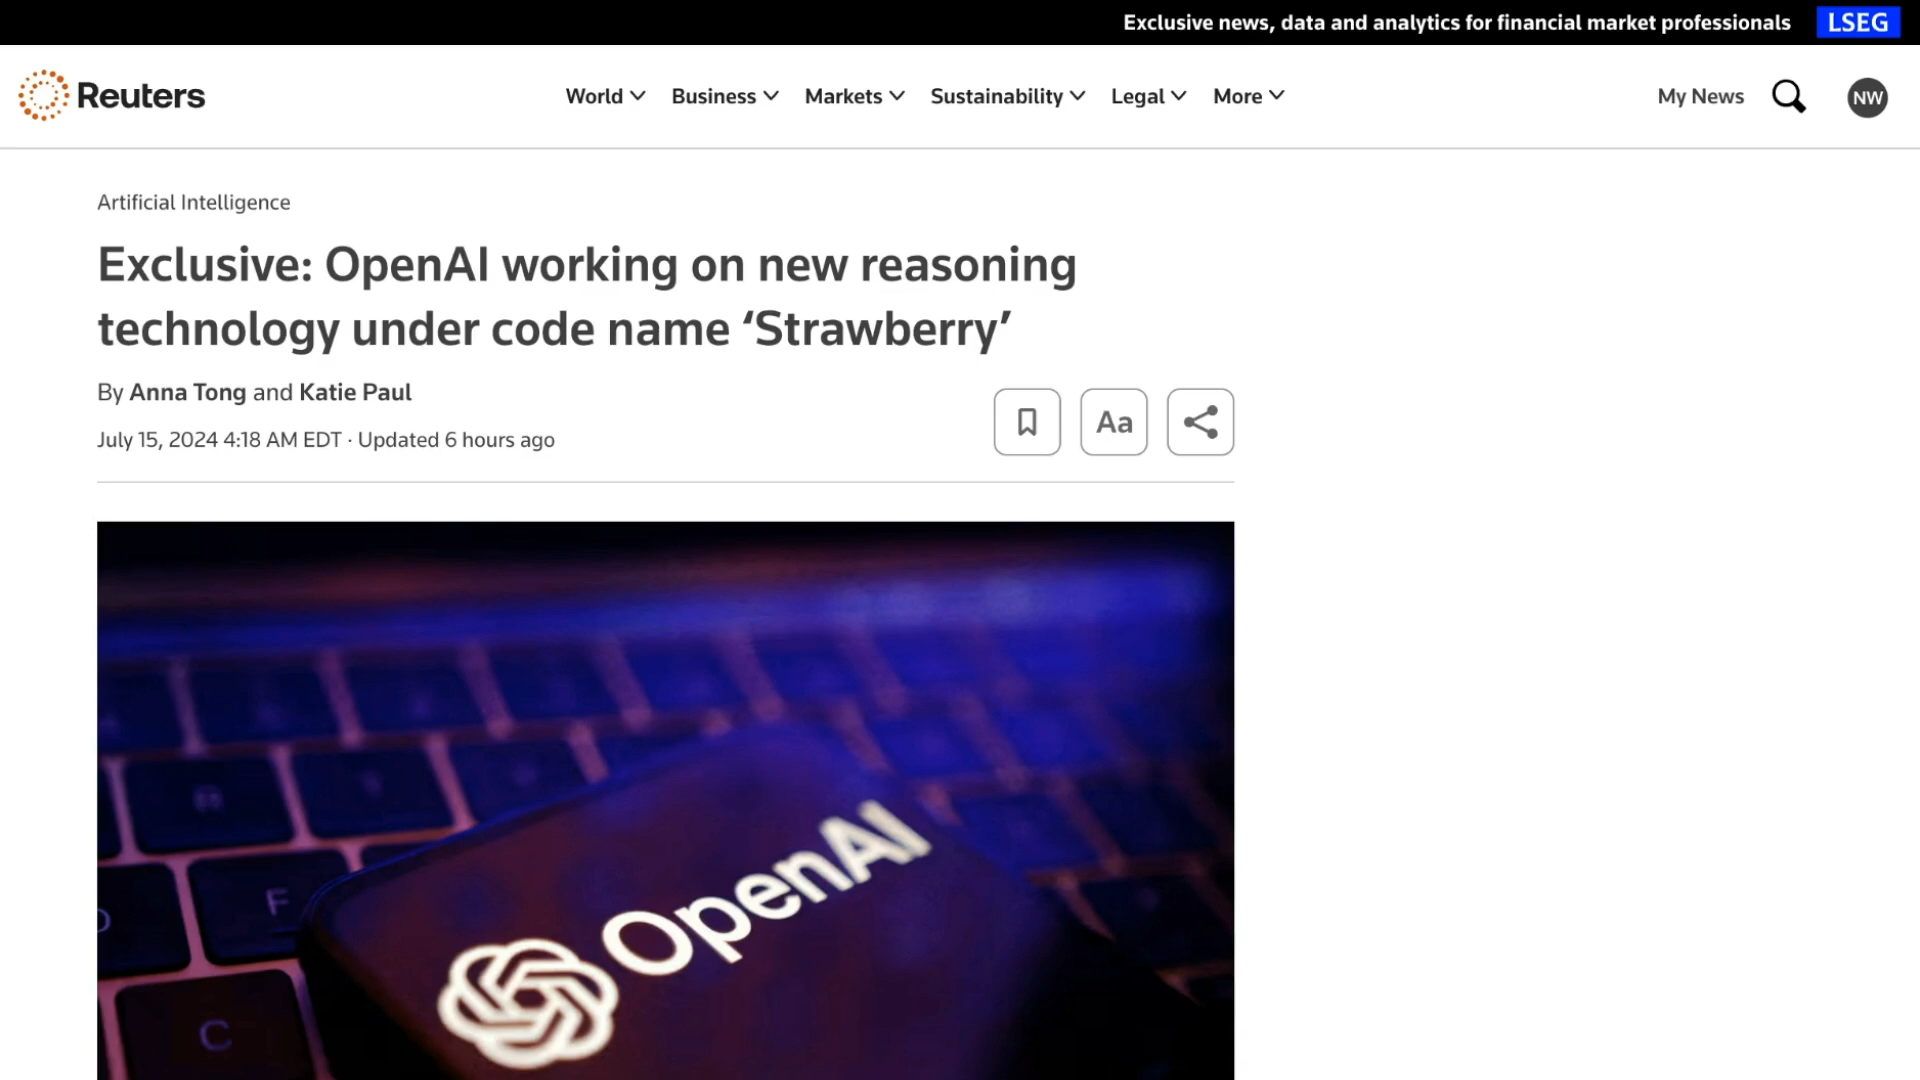 Exclusive news, data and analytics for financial market professionals LSEG
Reuters World Business Markets Sustainability Legal More My News NW
Artificial Intelligence
Exclusive: OpenAI working on new reasoning
technology under code name ‘Strawberry’
By Anna Tong and Katie Paul
July 15, 2024 4:18 AM EDT · Updated 6 hours ago
Aa
OpenAI
F
C